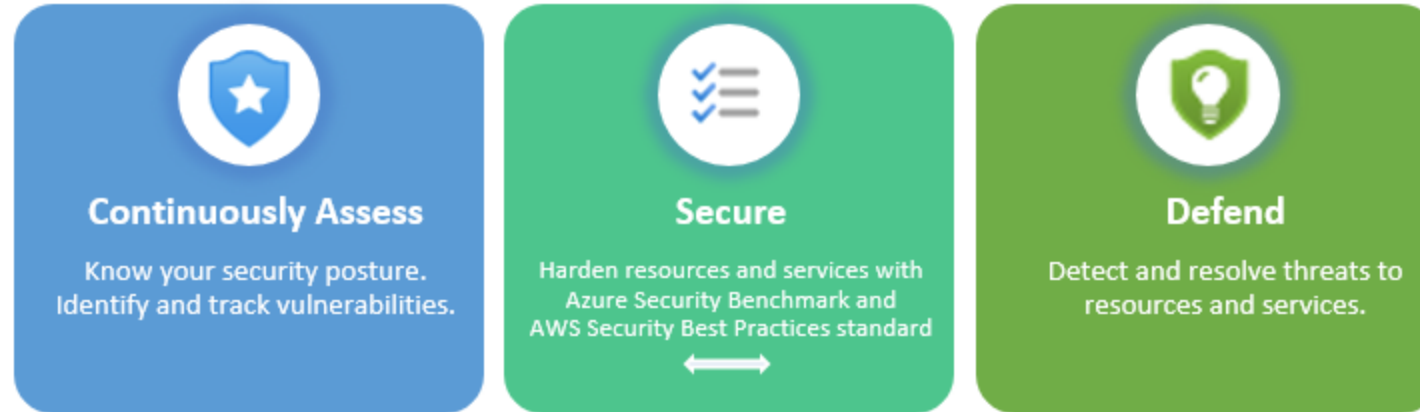 Continuously Assess
Know your security posture.
Identify and track vulnerabilities.
Secure
Harden resources and services with
Azure Security Benchmark and
AWS Security Best Practices standard
Defend
Detect and resolve threats to
resources and services.